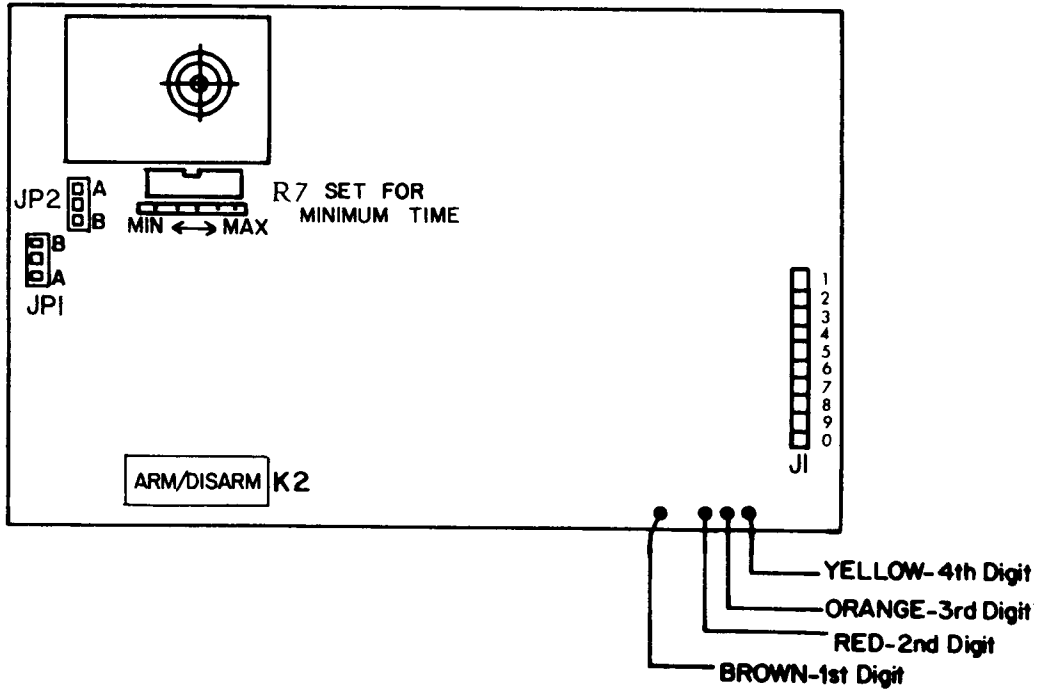 JP2
A
B
R7 SET FOR
MINIMUM TIME
MIN ↔ MAX
B
A
JP1
1
2
3
4
5
6
7
8
9
0
J1
ARM/DISARM K2
YELLOW-4th Digit
ORANGE-3rd Digit
RED-2nd Digit
BROWN-1st Digit